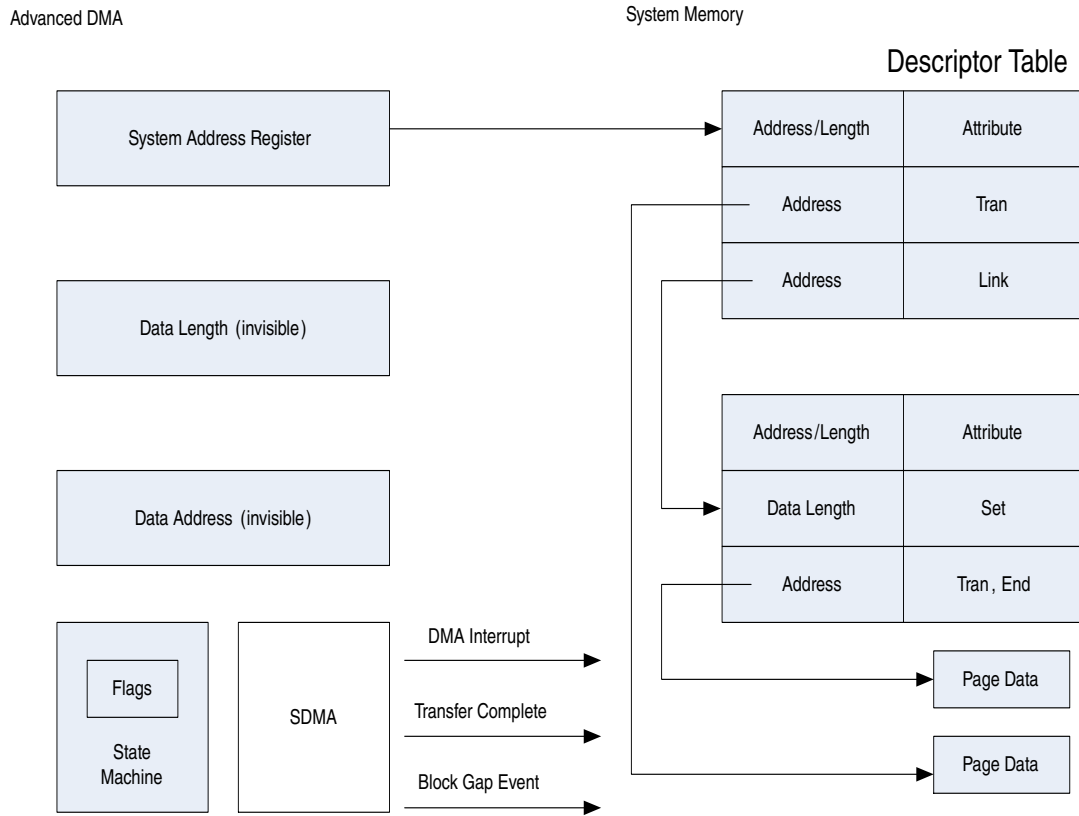 Advanced DMA
System Memory
Descriptor Table
System Address Register
Address/Length
Attribute
Address
Tran
Address
Link
Data Length (invisible)
Address/Length
Attribute
Data Length
Set
Address
Tran, End
Data Address (invisible)
Flags
State
Machine
SDMA
DMA Interrupt
Transfer Complete
Block Gap Event
Page Data
Page Data